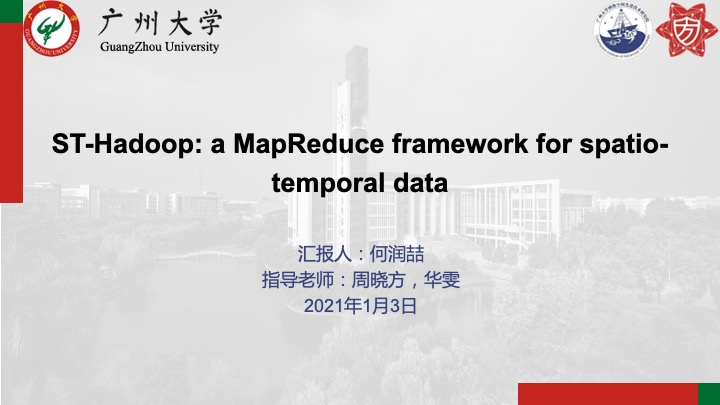 广州大学
GuangZhou University
ST-Hadoop: a MapReduce framework for spatio-
temporal data
汇报人：何润喆
指导老师：周晓方，华雯
2021年1月3日